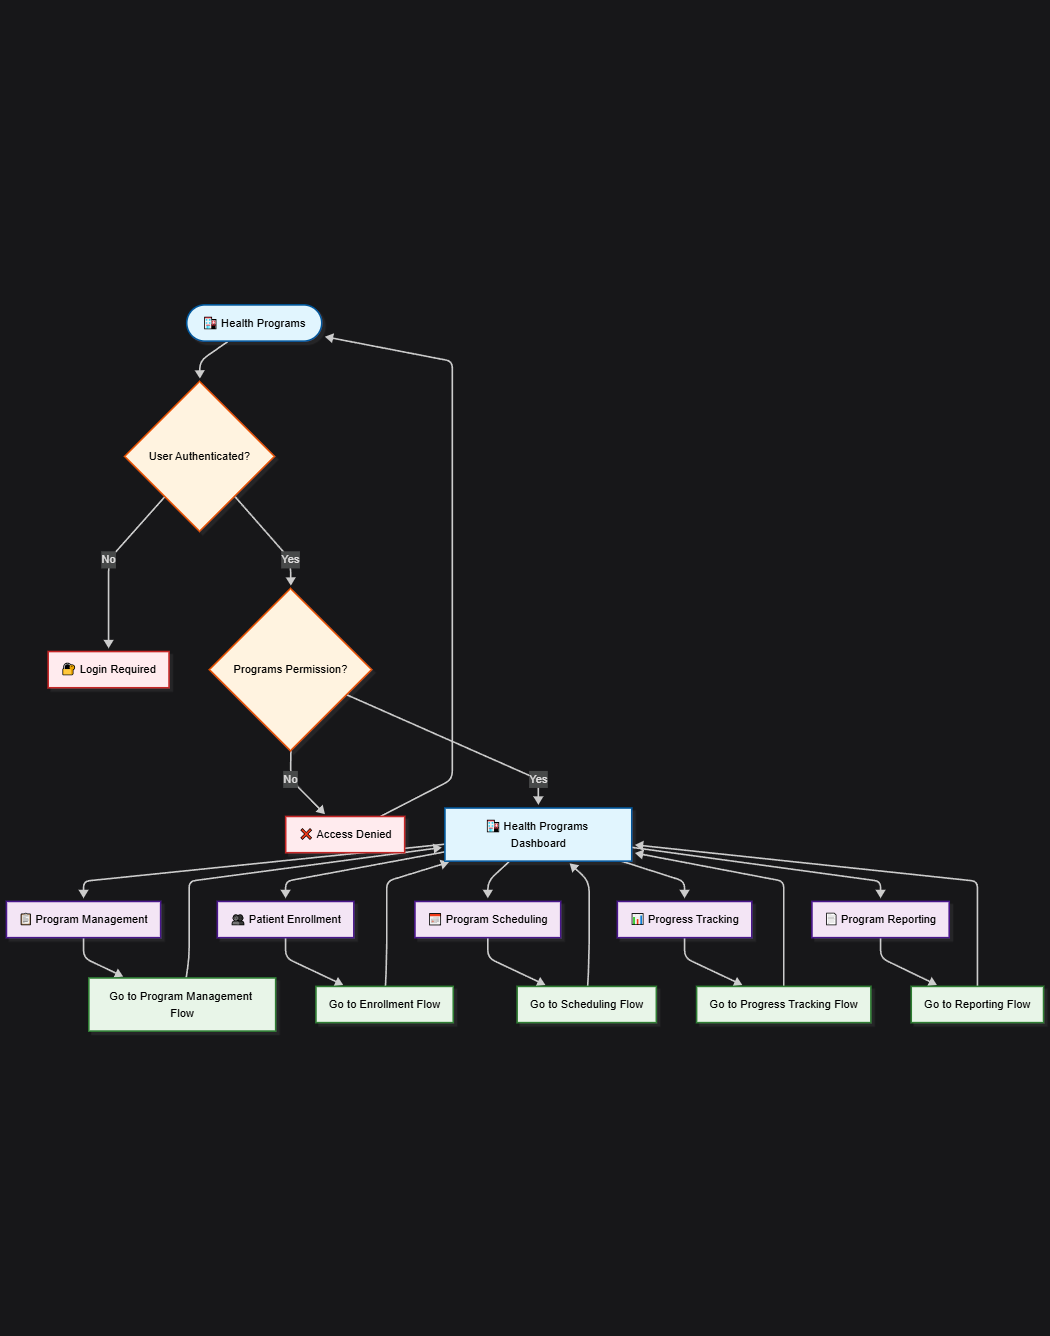 Health Programs
User Authenticated?
No
Yes
Login Required
Programs Permission?
No
Yes
Access Denied
Health Programs
Dashboard
Program Management
Patient Enrollment
Program Scheduling
Progress Tracking
Program Reporting
Go to Program Management
Flow
Go to Enrollment Flow
Go to Scheduling Flow
Go to Progress Tracking Flow
Go to Reporting Flow